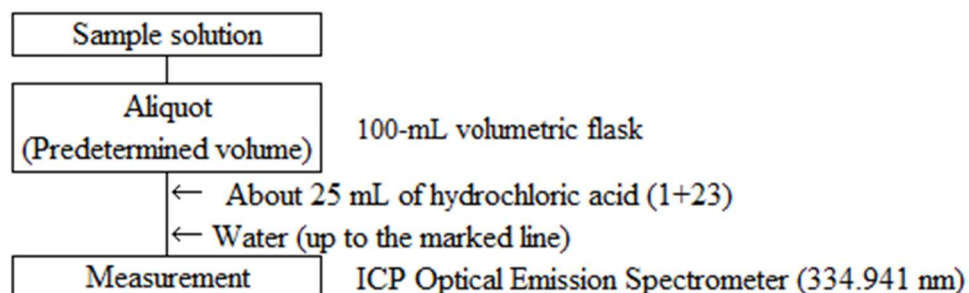 Sample solution
Aliquot
(Predetermined volume)
100-mL volumetric flask
← About 25 mL of hydrochloric acid (1+23)
← Water (up to the marked line)
Measurement
ICP Optical Emission Spectrometer (334.941 nm)